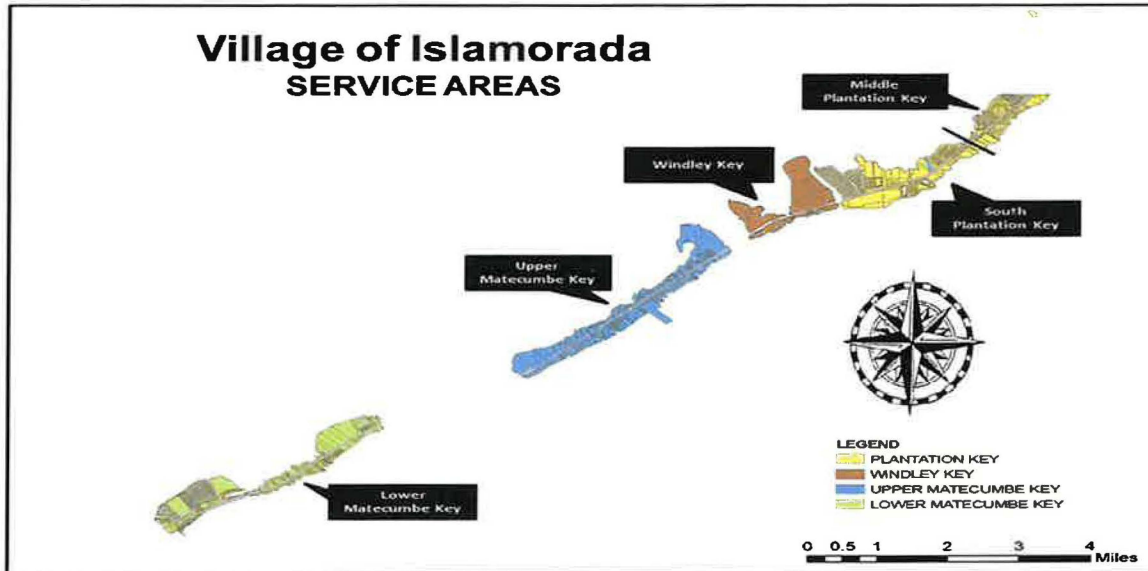 Village of Islamorada
SERVICE AREAS
Middle
Plantation Key
Windley Key
South
Plantation Key
Upper
Matecumbe Key
Lower
Matecumbe Key
LEGEND
PLANTATION KEY
WINDLEY KEY
UPPER MATECUMBE KEY
LOWER MATECUMBE KEY
0 0.5 1 2 3 4
Miles